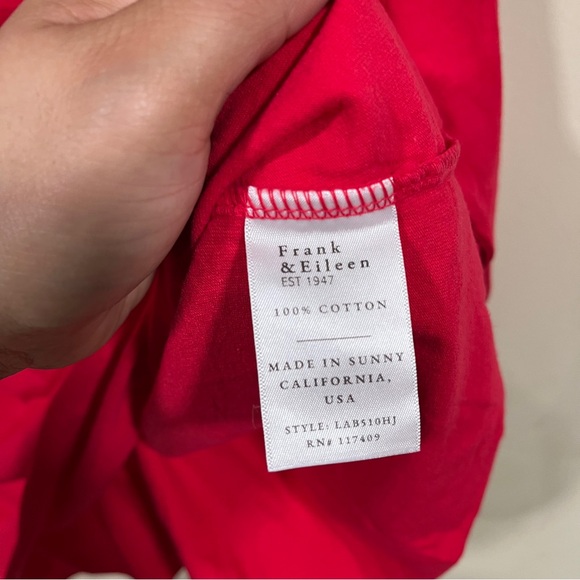 Frank
&Eileen
EST 1947
100% COTTON
MADE IN SUNNY
CALIFORNIA,
USA
STYLE: LAB510HJ
RN# 117409